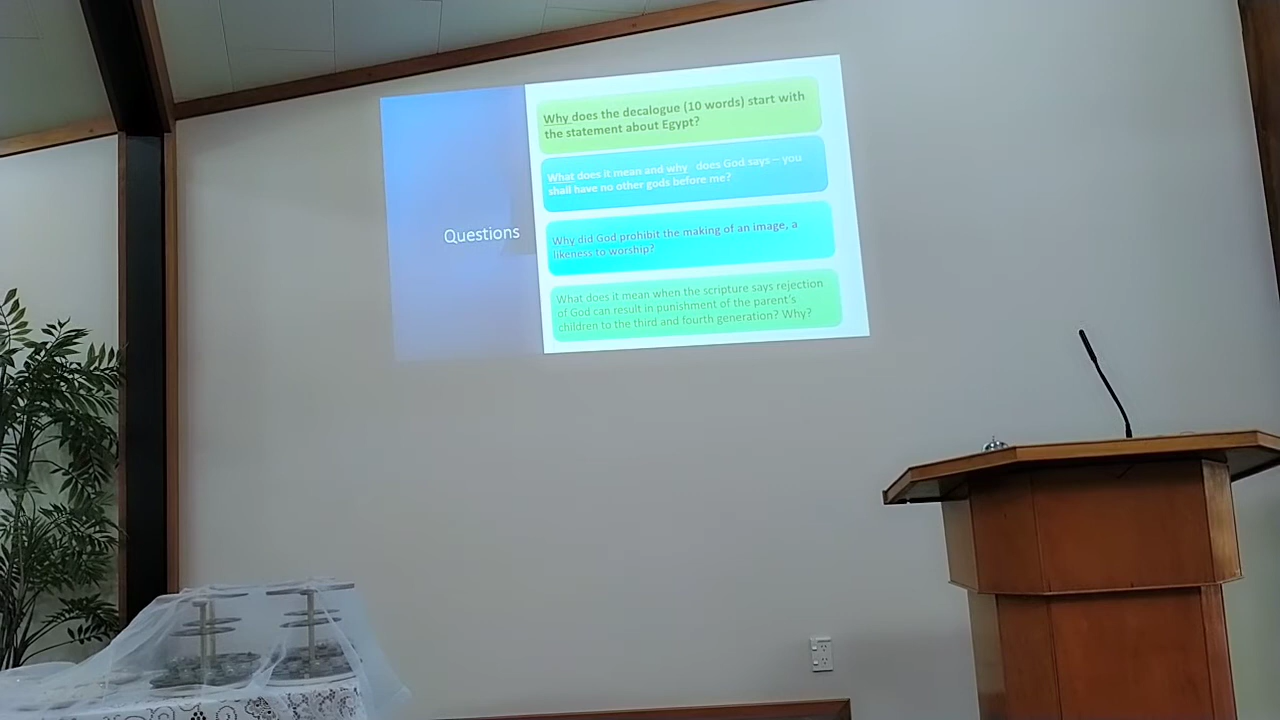 Questions
Why does the decalogue (10 words) start with
the statement about Egypt?
What does it mean and why does God says – you
shall have no other gods before me?
Why did God prohibit the making of an image, a
likeness to worship?
What does it mean when the scripture says rejection
of God can result in punishment of the parent's
children to the third and fourth generation? Why?